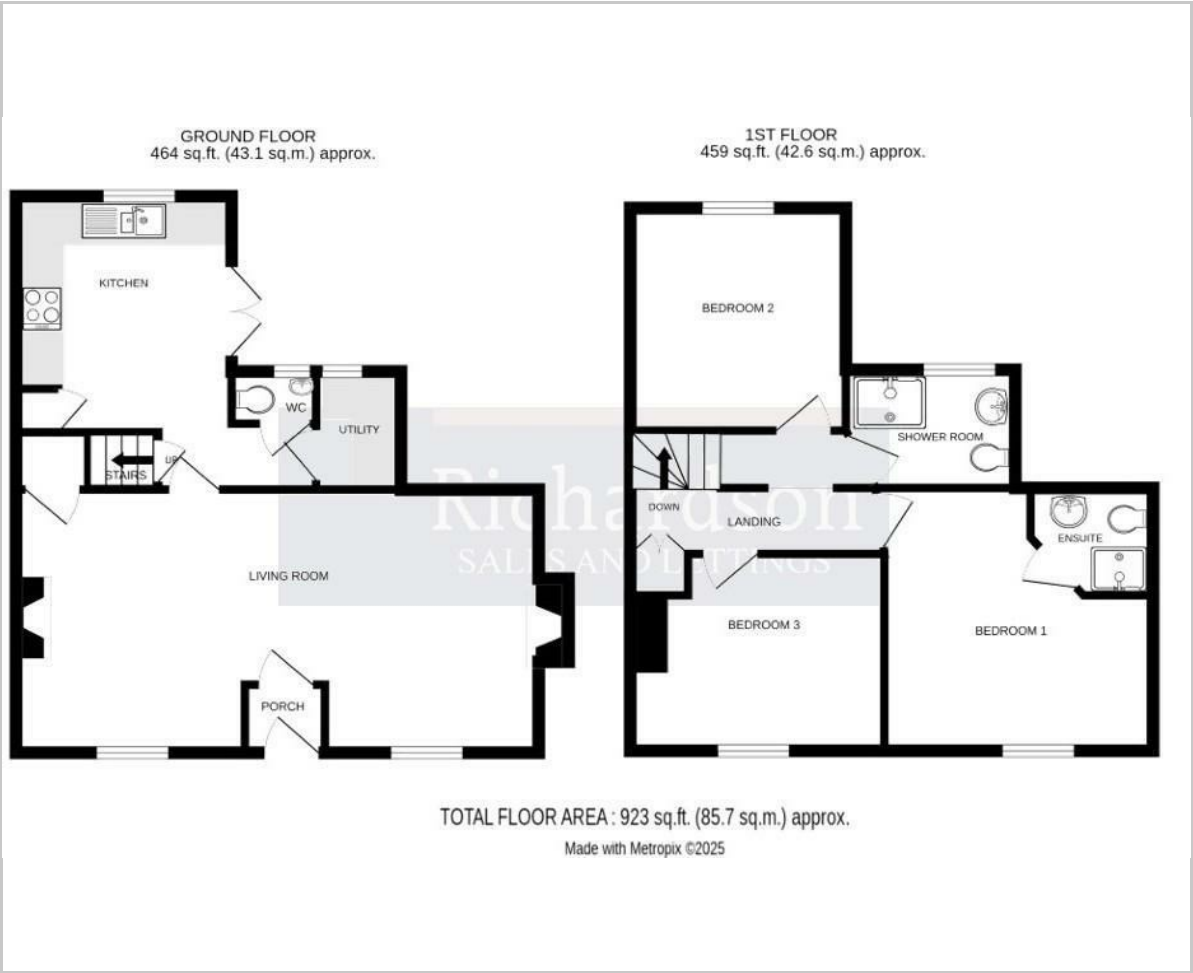 GROUND FLOOR
464 sq.ft. (43.1 sq.m.) approx.
KITCHEN
WC
UTILITY
UP
STAIRS
LIVING ROOM
PORCH
1ST FLOOR
459 sq.ft. (42.6 sq.m.) approx.
BEDROOM 2
SHOWER ROOM
DOWN
LANDING
ENSUITE
BEDROOM 3
BEDROOM 1
Richardson
SALES AND LETTINGS
TOTAL FLOOR AREA : 923 sq.ft. (85.7 sq.m.) approx.
Made with Metropix ©2025